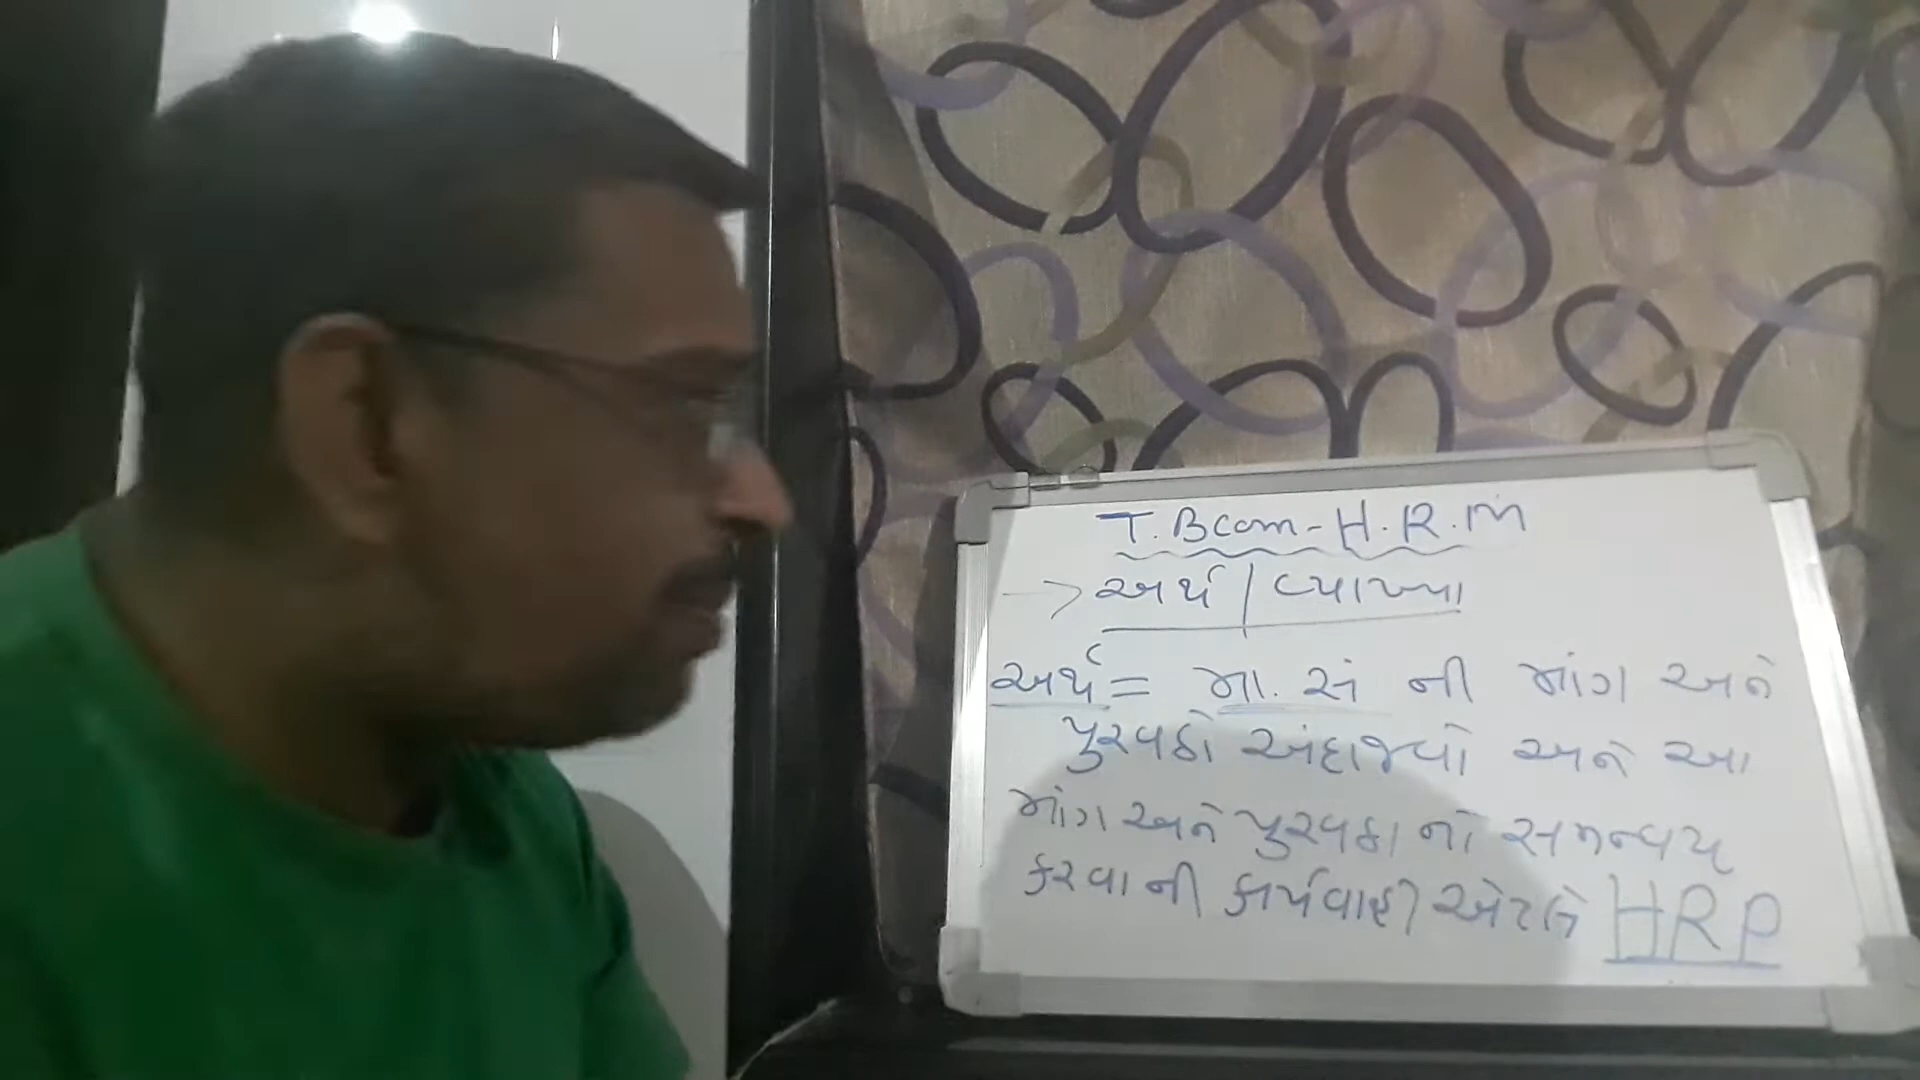 T. Bcom - H.R.M
→ અર્થ / વ્યાખ્યા
અર્થ = મા. સં ની માંગ અને
પુરવઠો અંદાજવો અને આ
માંગ અને પુરવઠા નો સમન્વય
કરવા ની કાર્યવાહી એટલે HRP